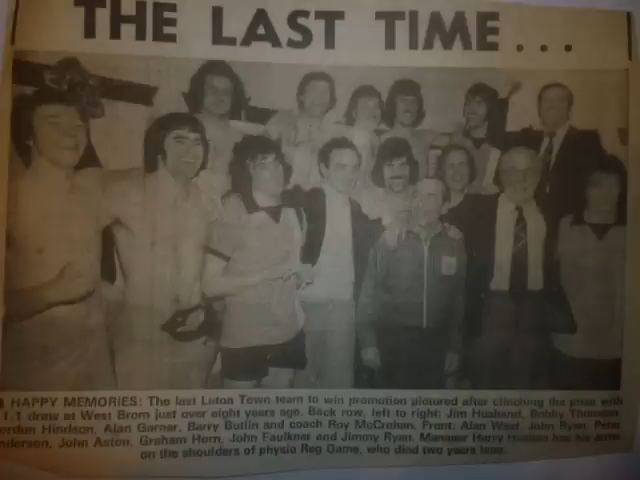 THE LAST TIME...
HAPPY MEMORIES: The last Luton Town team to win promotion pictured after clinching the prize with
1 1 draw at West Brom just over eight years ago. Back row, left to right: Jim Husband, Bobby Thomson,
Gordon Hindson, Alan Garner, Barry Butlin and coach Roy McCrohan. Front: Alan West, John Ryan, Peter
Anderson, John Aston, Graham Horn, John Faulkner and Jimmy Ryan. Manager Harry Haslam has his arms
on the shoulders of physio Reg Game, who died two years later.